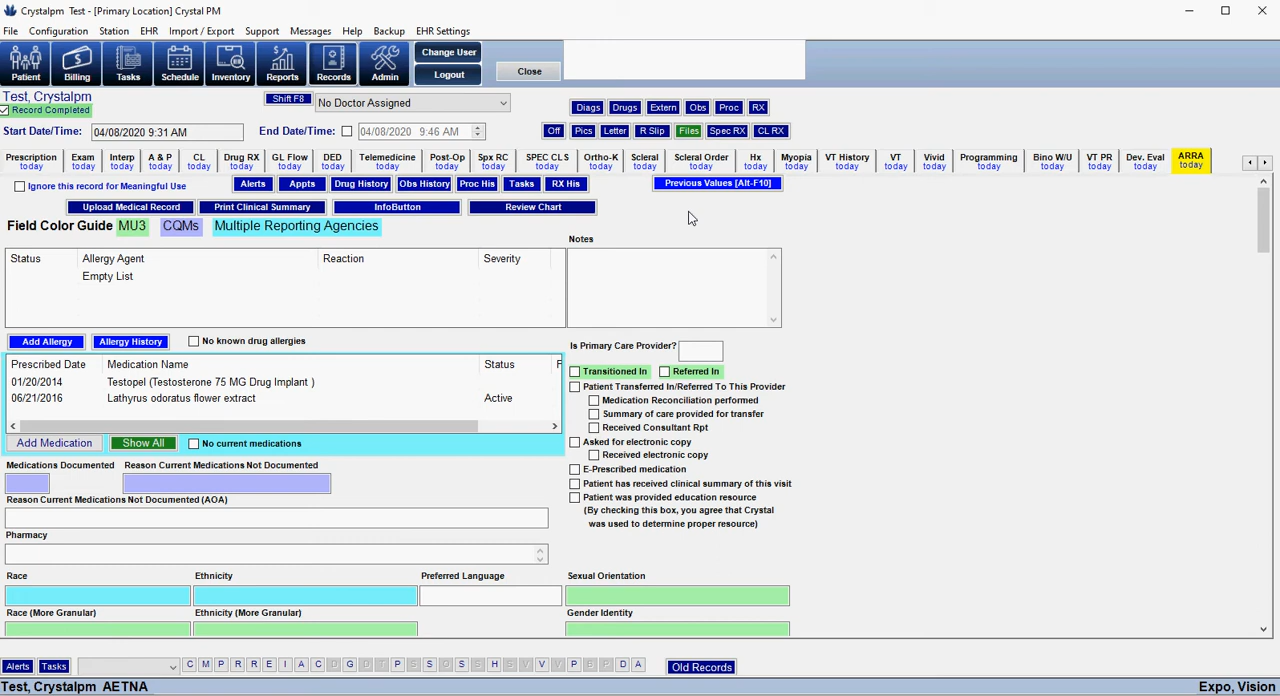 Crystalpm Test - [Primary Location] Crystal PM
File Configuration Station EHR Import / Export Support Messages Help Backup EHR Settings
Patient Billing Tasks Schedule Inventory Reports Records Admin
Change User
Logout
Close
Test, Crystalpm
Record Completed
Shift F8 No Doctor Assigned
Diags Drugs Extern Obs Proc RX
Start Date/Time: 04/08/2020 9:31 AM End Date/Time: 04/08/2020 9:46 AM
Off Pics Letter R Slip Files Spec RX CL RX
Prescription Exam Interp A & P CL Drug RX GL Flow DED Telemedicine Post-Op Spx RC SPEC CL S Ortho-K Scleral Scleral Order Hx Myopia VT History VT Vivid Programming Bino W/U VT PR Dev. Eval ARRA
today today today today today today today today today today today today today today today today today today today today today today today today today
Ignore this record for Meaningful Use
Alerts Appts Drug History Obs History Proc His Tasks RX His
Previous Values [Alt-F10]
Upload Medical Record Print Clinical Summary InfoButton Review Chart
Field Color Guide MU3 CQMs Multiple Reporting Agencies
Notes
Status Allergy Agent Reaction Severity
Empty List
Add Allergy Allergy History No known drug allergies
Is Primary Care Provider?
Prescribed Date Medication Name Status F
01/20/2014 Testopel (Testosterone 75 MG Drug Implant )
06/21/2016 Lathyrus odoratus flower extract Active
Add Medication Show All No current medications
Transitioned In Referred In
Patient Transferred In/Referred To This Provider
Medication Reconciliation performed
Summary of care provided for transfer
Received Consultant Rpt
Asked for electronic copy
Received electronic copy
E-Prescribed medication
Patient has received clinical summary of this visit
Patient was provided education resource
(By checking this box, you agree that Crystal
was used to determine proper resource)
Medications Documented Reason Current Medications Not Documented
Reason Current Medications Not Documented (AOA)
Pharmacy
Race Ethnicity Preferred Language Sexual Orientation
Race (More Granular) Ethnicity (More Granular) Gender Identity
Alerts Tasks C M P R R E I A C D G D T P S S O S S H S V V V P B P D A Old Records
Test, Crystalpm AETNA Expo, Vision